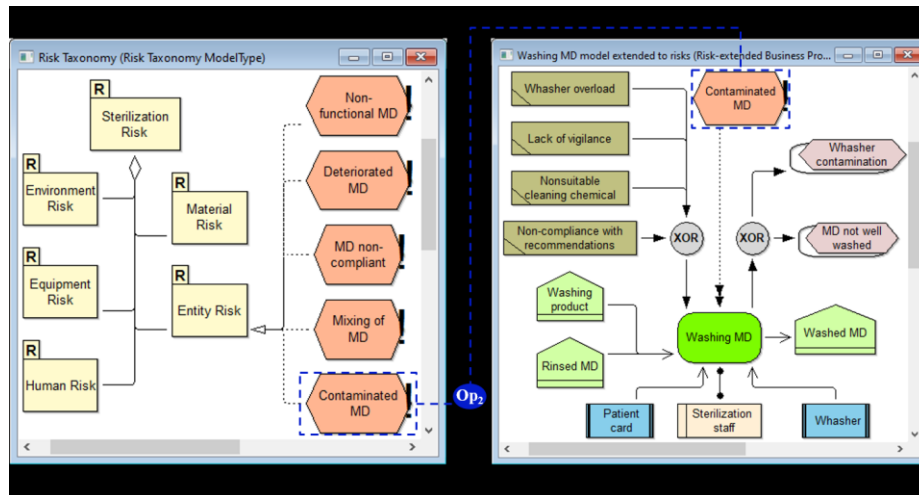 Risk Taxonomy (Risk Taxonomy ModelType)
R
Sterilization
Risk
R
Environment
Risk
R
Material
Risk
R
Equipment
Risk
R
Entity Risk
R
Human Risk
Non-
functional MD
Deteriorated
MD
MD non-
compliant
Mixing of
MD
Contaminated
MD
Op2
Washing MD model extended to risks (Risk-extended Business Pro...
Whasher overload
Lack of vigilance
Nonsuitable
cleaning chemical
Non-compliance with
recommendations
Contaminated
MD
XOR
XOR
Whasher
contamination
MD not well
washed
Washing
product
Rinsed MD
Washing MD
Washed MD
Patient
card
Sterilization
staff
Whasher